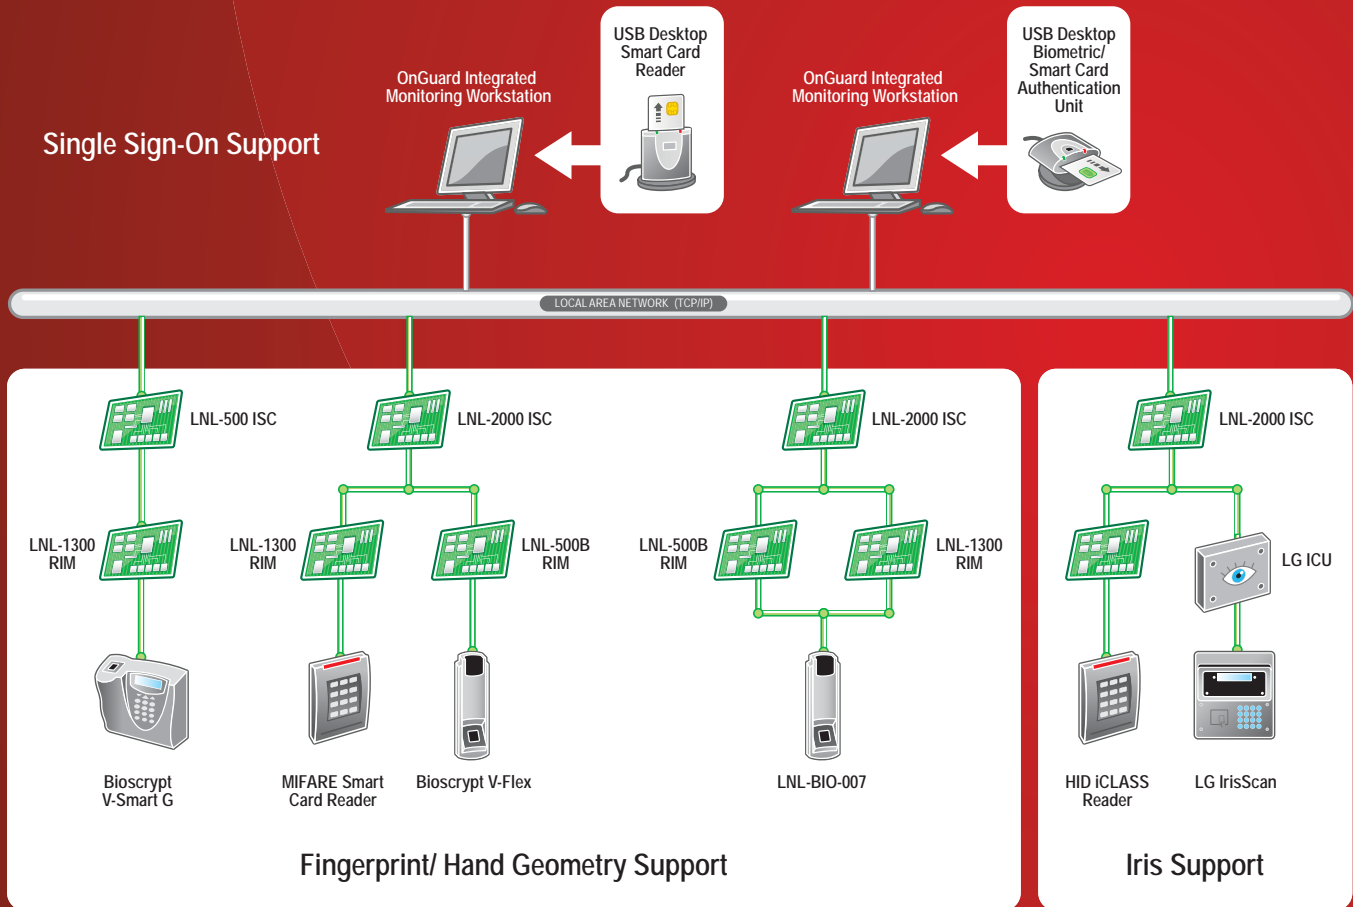 USB Desktop
Smart Card
Reader
USB Desktop
Biometric/
Smart Card
Authentication
Unit
OnGuard Integrated
Monitoring Workstation
OnGuard Integrated
Monitoring Workstation
Single Sign-On Support
LOCAL AREA NETWORK (TCP/IP)
LNL-500 ISC
LNL-2000 ISC
LNL-2000 ISC
LNL-2000 ISC
LNL-1300
RIM
LNL-1300
RIM
LNL-500B
RIM
LNL-500B
RIM
LNL-1300
RIM
LG ICU
Bioscrypt
V-Smart G
MIFARE Smart
Card Reader
Bioscrypt V-Flex
LNL-BIO-007
HID iCLASS
Reader
LG IrisScan
Fingerprint/ Hand Geometry Support
Iris Support